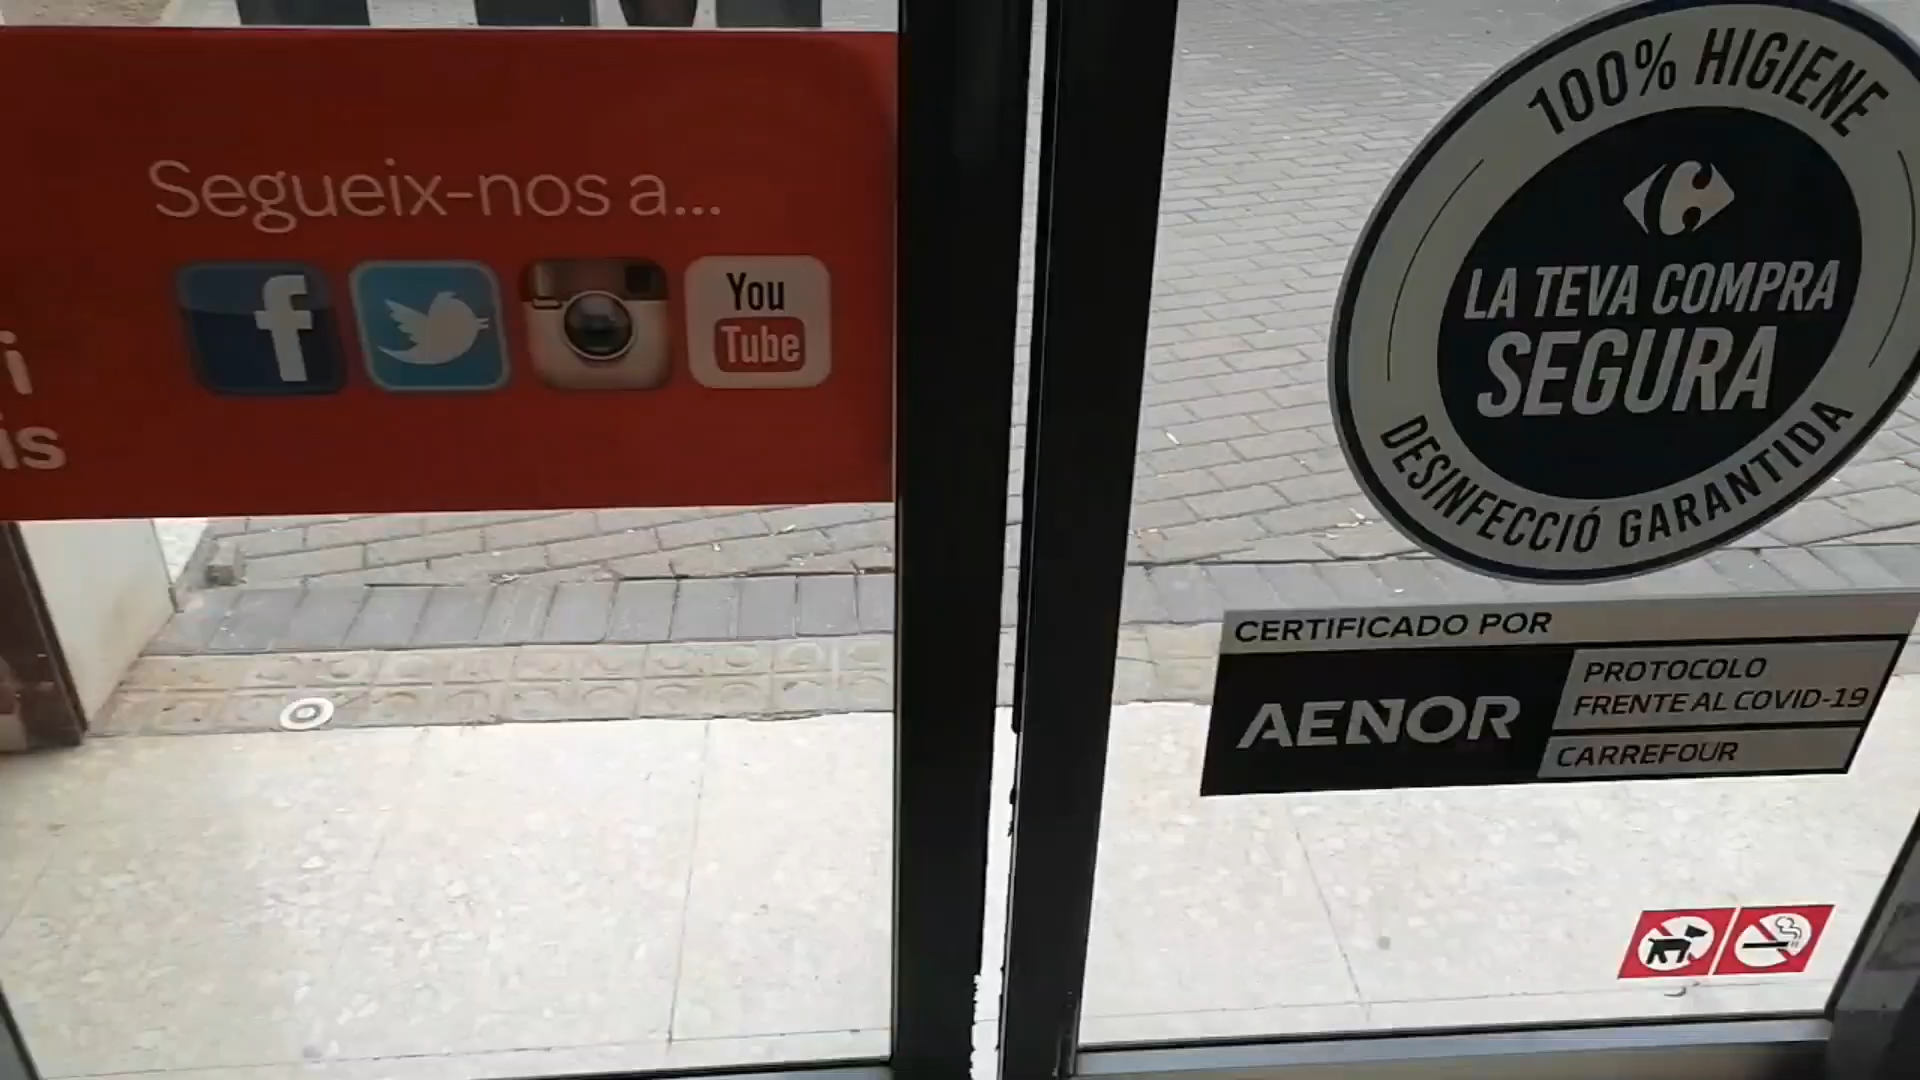 Segueix-nos a...
f
You
Tube
i
is
100% HIGIENE
LA TEVA COMPRA
SEGURA
DESINFECCIÓ GARANTIDA
CERTIFICADO POR
AENOR
PROTOCOLO
FRENTE AL COVID-19
CARREFOUR